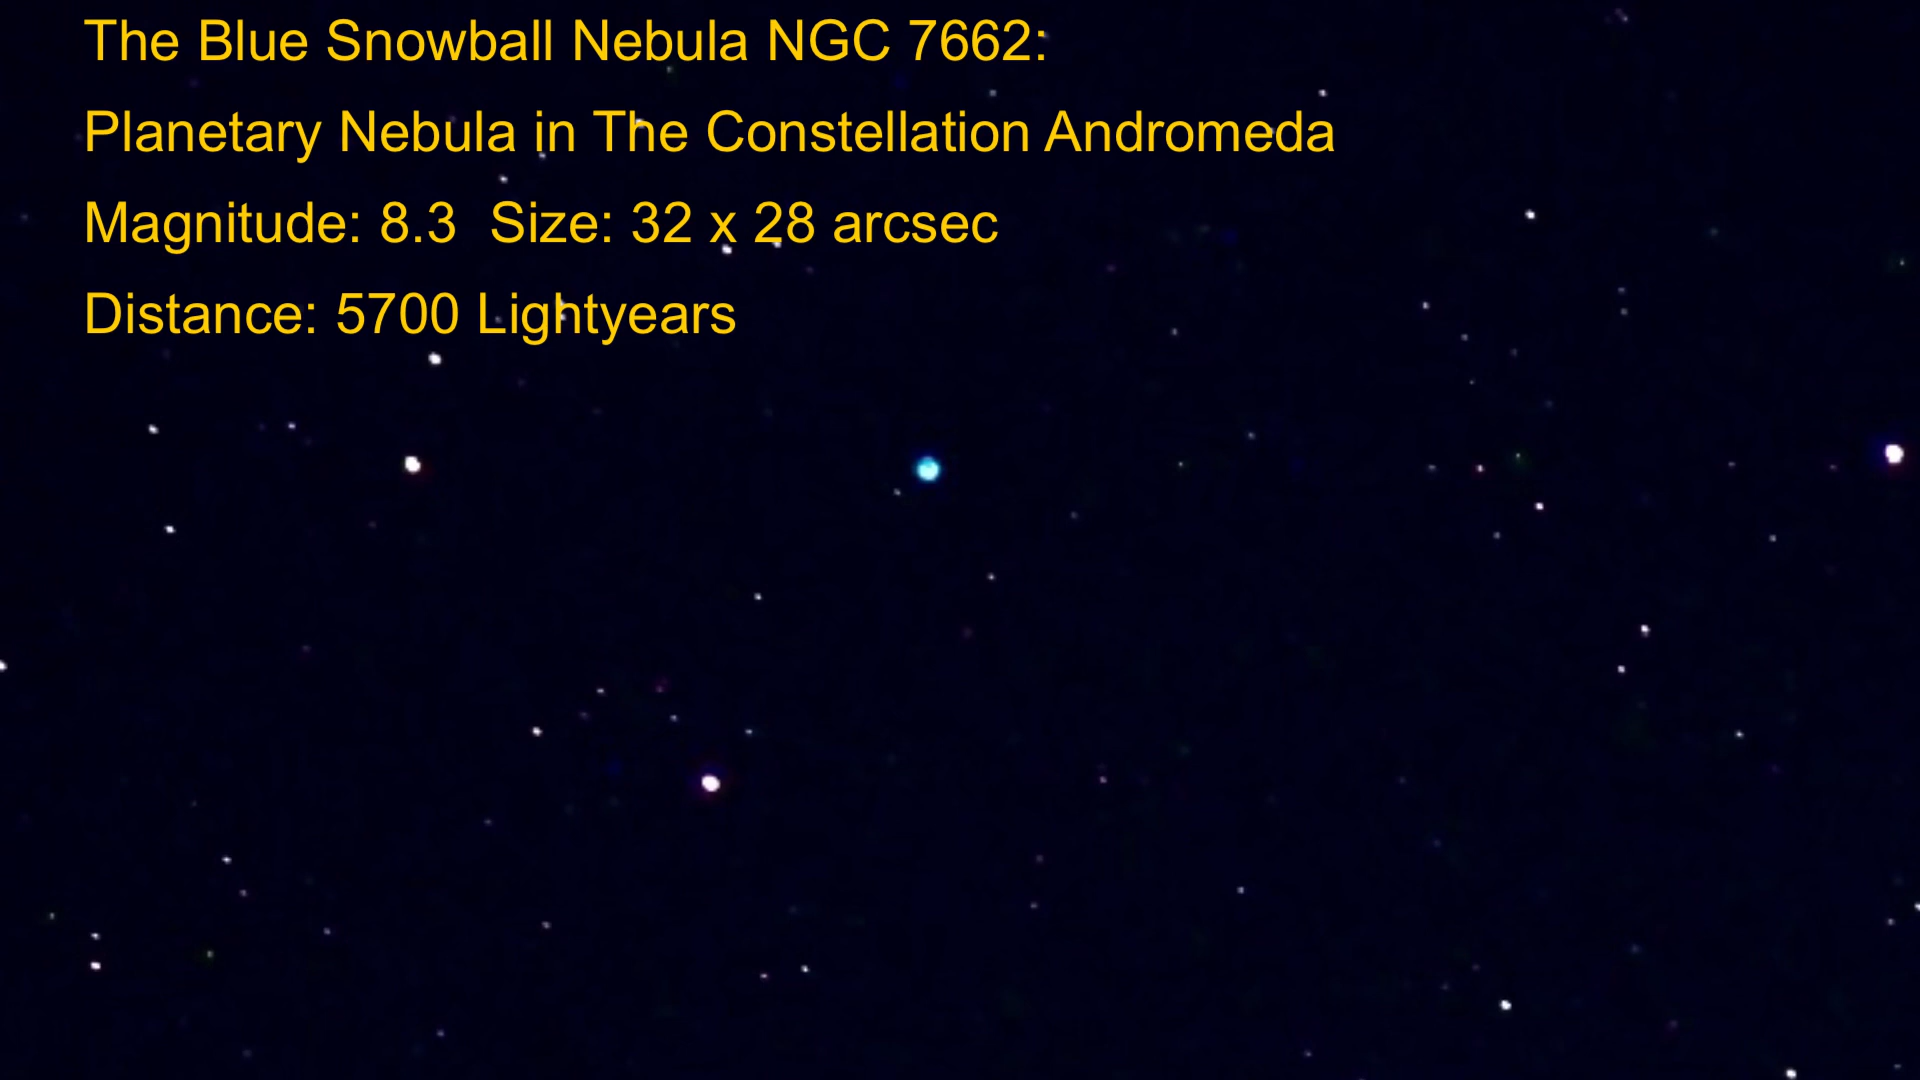 The Blue Snowball Nebula NGC 7662:
Planetary Nebula in The Constellation Andromeda
Magnitude: 8.3  Size: 32 x 28 arcsec
Distance: 5700 Lightyears